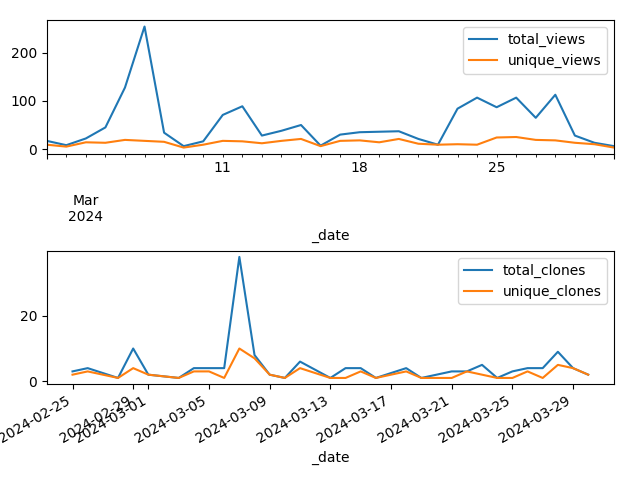 200
100
0
total_views
unique_views
11
18
25
Mar
2024
_date
20
0
total_clones
unique_clones
2024-02-25
2024-02-29
2024-03-01
2024-03-05
2024-03-09
2024-03-13
2024-03-17
2024-03-21
2024-03-25
2024-03-29
_date